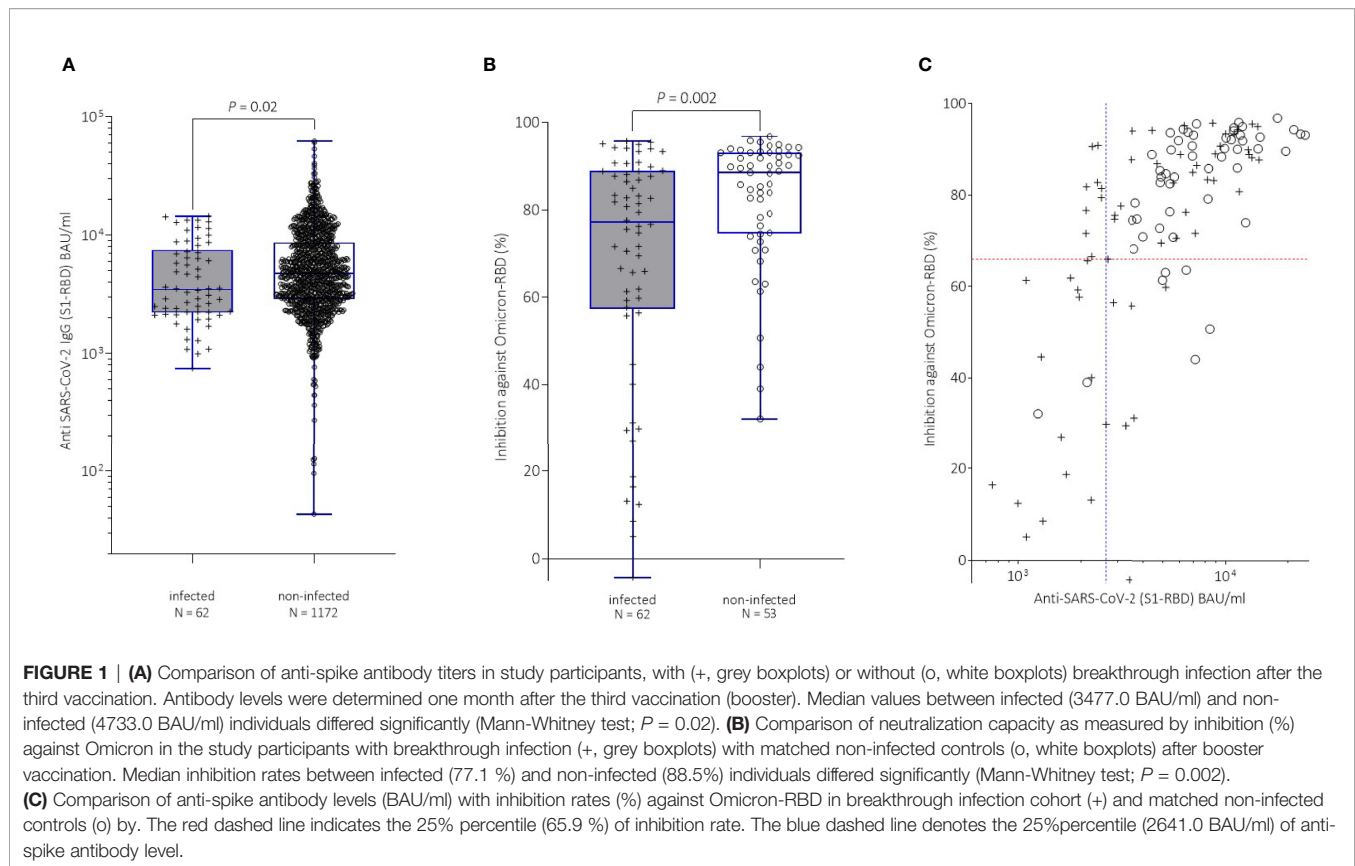 A
P = 0.02
Anti SARS-CoV-2 IgG (S1-RBD) BAU/ml
10^5
10^4
10^3
10^2
infected
N = 62
non-infected
N = 1172
B
P = 0.002
Inhibition against Omicron-RBD (%)
100
80
60
40
20
0
infected
N = 62
non-infected
N = 53
C
Inhibition against Omicron-RBD (%)
100
80
60
40
20
0
10^3
10^4
Anti-SARS-CoV-2 (S1-RBD) BAU/ml
FIGURE 1 | (A) Comparison of anti-spike antibody titers in study participants, with (+, grey boxplots) or without (o, white boxplots) breakthrough infection after the
third vaccination. Antibody levels were determined one month after the third vaccination (booster). Median values between infected (3477.0 BAU/ml) and non-
infected (4733.0 BAU/ml) individuals differed significantly (Mann-Whitney test; P = 0.02). (B) Comparison of neutralization capacity as measured by inhibition (%)
against Omicron in the study participants with breakthrough infection (+, grey boxplots) with matched non-infected controls (o, white boxplots) after booster
vaccination. Median inhibition rates between infected (77.1 %) and non-infected (88.5%) individuals differed significantly (Mann-Whitney test; P = 0.002).
(C) Comparison of anti-spike antibody levels (BAU/ml) with inhibition rates (%) against Omicron-RBD in breakthrough infection cohort (+) and matched non-infected
controls (o) by. The red dashed line indicates the 25% percentile (65.9 %) of inhibition rate. The blue dashed line denotes the 25%percentile (2641.0 BAU/ml) of anti-
spike antibody level.